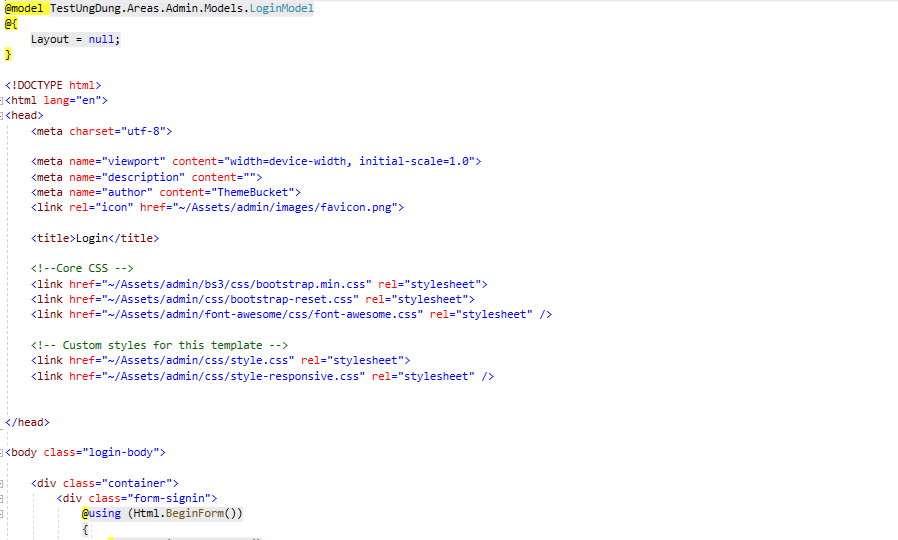 @model TestUngDung.Areas.Admin.Models.LoginModel
@{
Layout = null;
}
<!DOCTYPE html>
<html lang="en">
<head>
<meta charset="utf-8">
<meta name="viewport" content="width=device-width, initial-scale=1.0">
<meta name="description" content="">
<meta name="author" content="ThemeBucket">
<link rel="icon" href="~/Assets/admin/images/favicon.png">
<title>Login</title>
<!--Core CSS -->
<link href="~/Assets/admin/bs3/css/bootstrap.min.css" rel="stylesheet">
<link href="~/Assets/admin/css/bootstrap-reset.css" rel="stylesheet">
<link href="~/Assets/admin/font-awesome/css/font-awesome.css" rel="stylesheet" />
<!-- Custom styles for this template -->
<link href="~/Assets/admin/css/style.css" rel="stylesheet">
<link href="~/Assets/admin/css/style-responsive.css" rel="stylesheet" />
</head>
<body class="login-body">
<div class="container">
<div class="form-signin">
@using (Html.BeginForm())
{